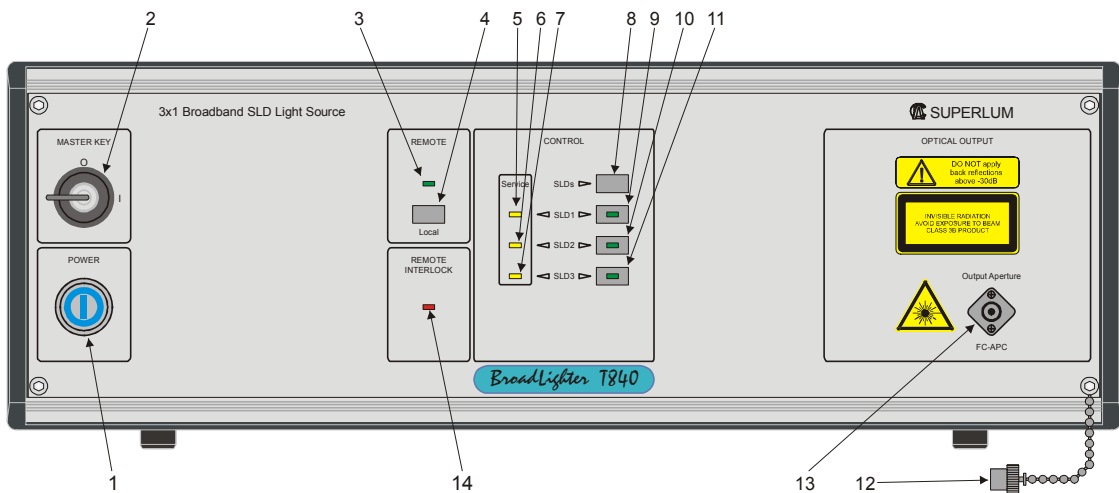 1
2
3
4
5
6
7
8
9
10
11
12
13
14
3x1 Broadband SLD Light Source
SUPERLUM
MASTER KEY
O
I
POWER
REMOTE
Local
REMOTE
INTERLOCK
CONTROL
Service
SLDs
SLD1
SLD2
SLD3
BroadLighter T840
OPTICAL OUTPUT
DO NOT apply
back reflections
above -30dB
INVISIBLE RADIATION
AVOID EXPOSURE TO BEAM
CLASS 3B PRODUCT
Output Aperture
FC-APC